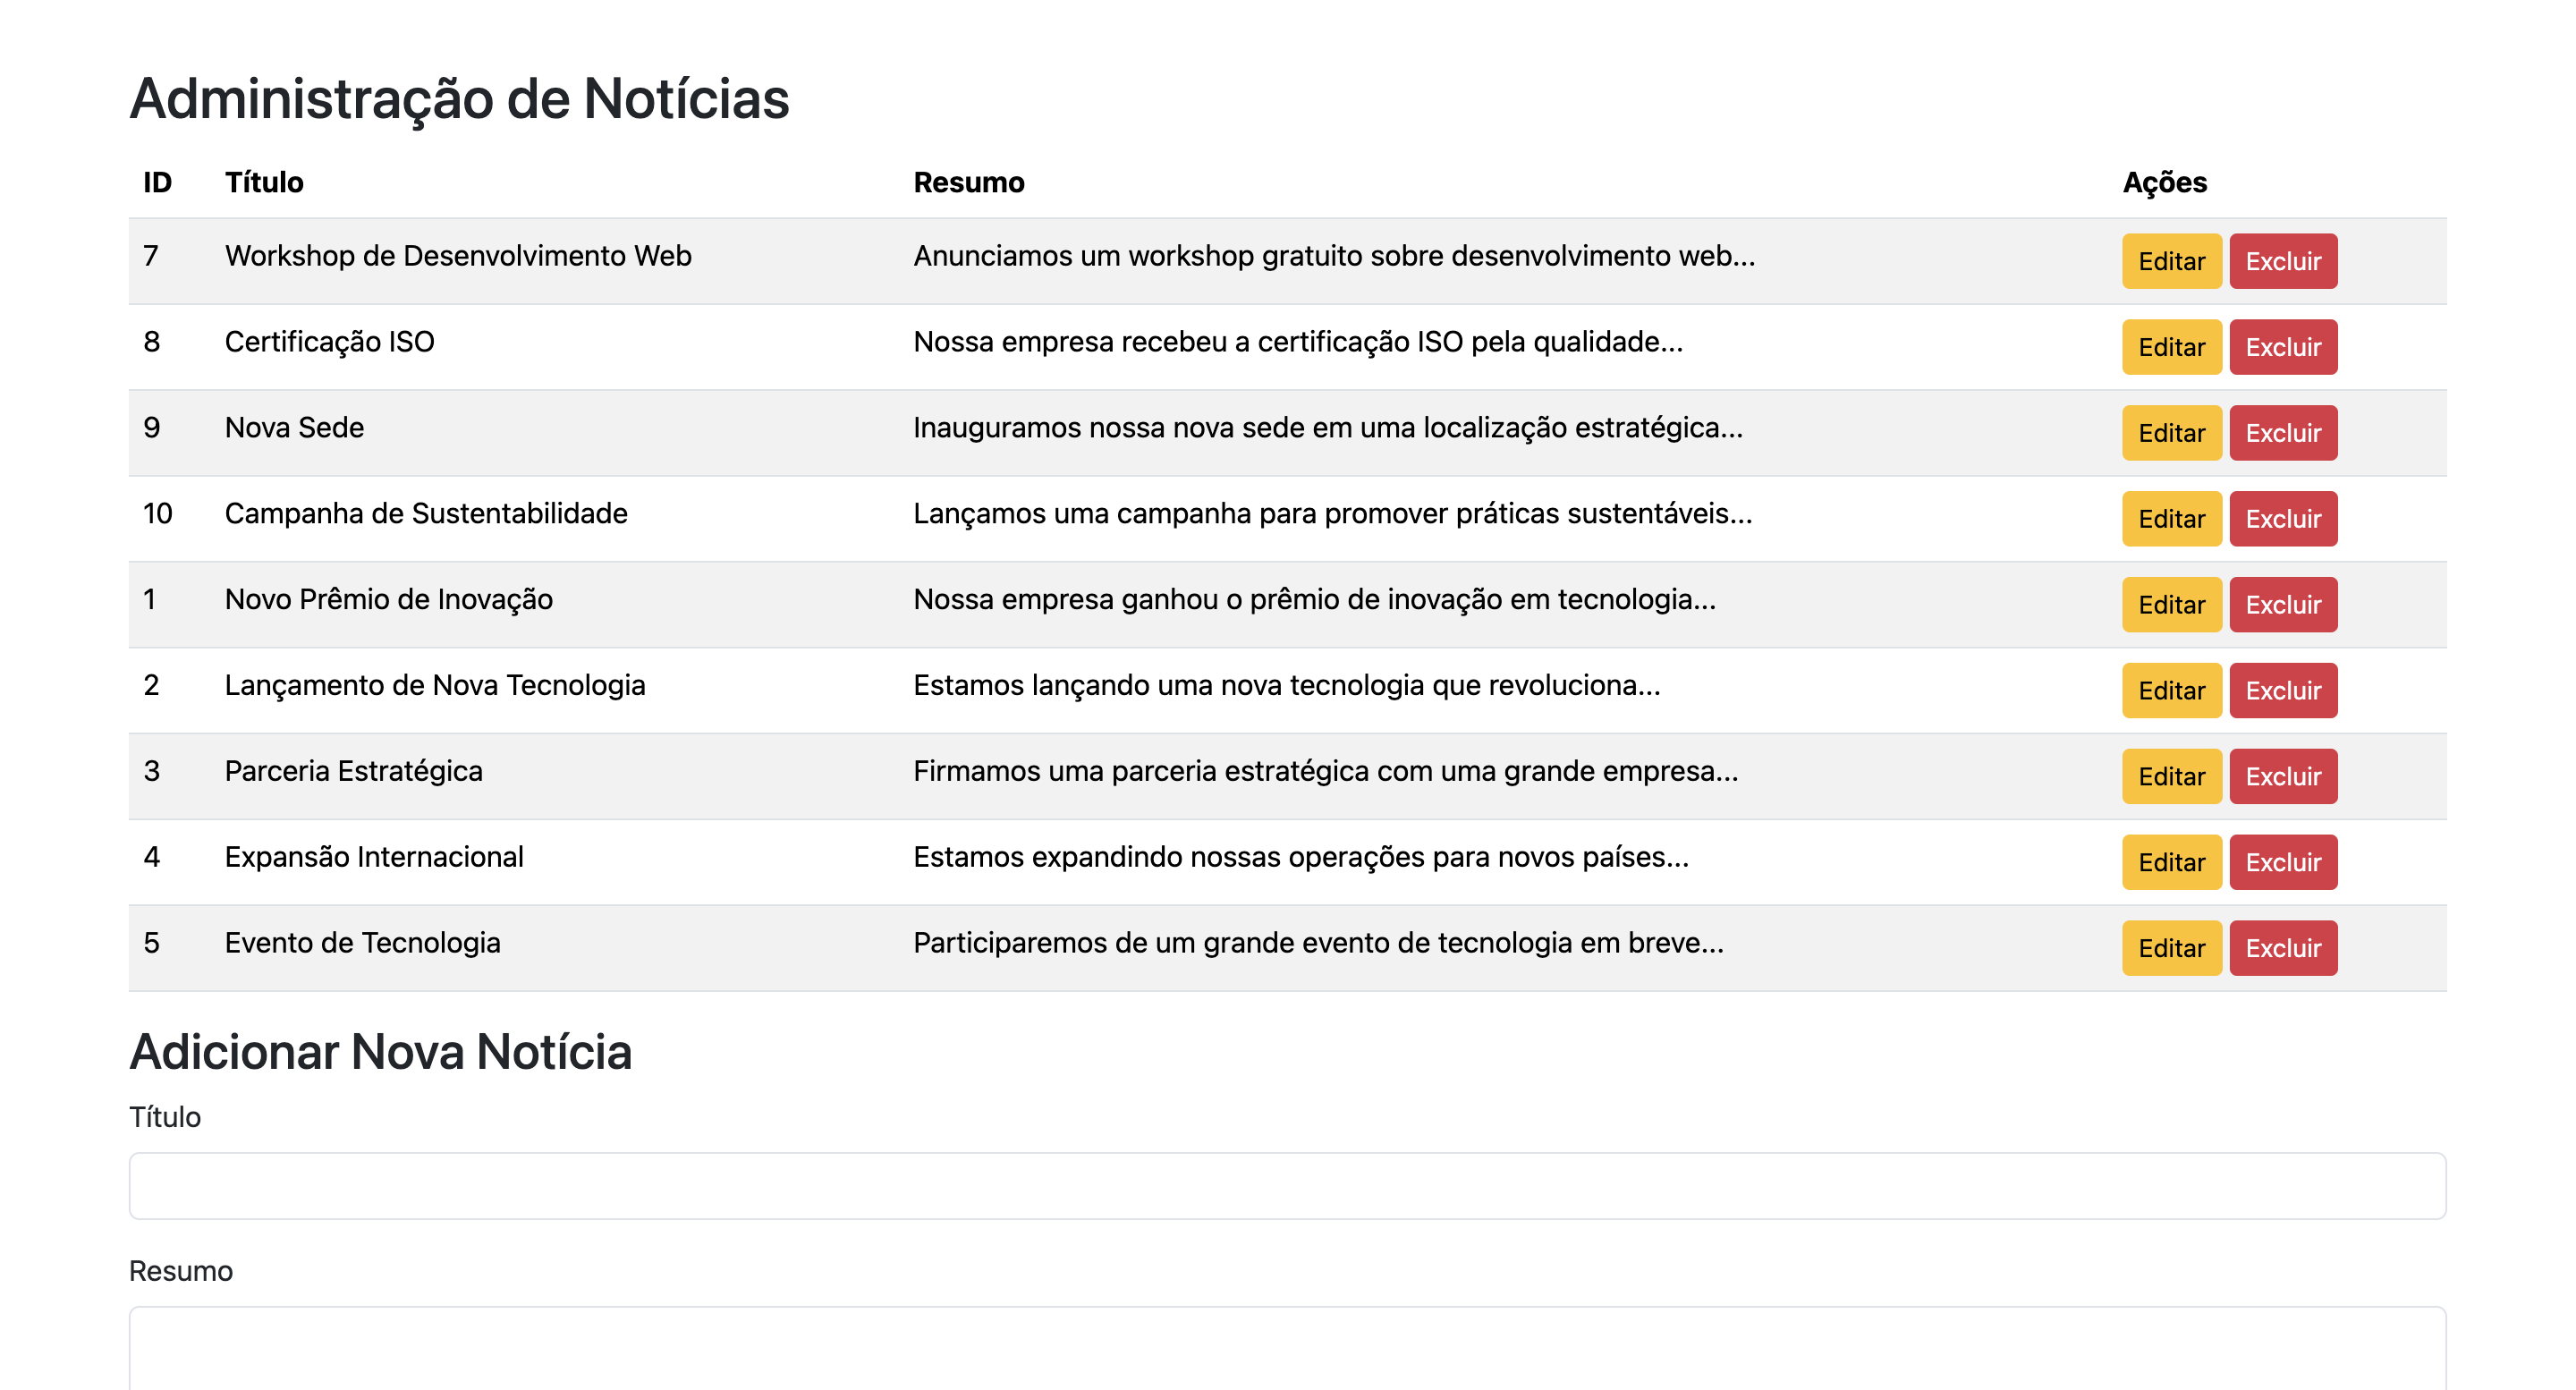 Administração de Notícias
ID Título Resumo Ações
7 Workshop de Desenvolvimento Web Anunciamos um workshop gratuito sobre desenvolvimento web... Editar Excluir
8 Certificação ISO Nossa empresa recebeu a certificação ISO pela qualidade... Editar Excluir
9 Nova Sede Inauguramos nossa nova sede em uma localização estratégica... Editar Excluir
10 Campanha de Sustentabilidade Lançamos uma campanha para promover práticas sustentáveis... Editar Excluir
1 Novo Prêmio de Inovação Nossa empresa ganhou o prêmio de inovação em tecnologia... Editar Excluir
2 Lançamento de Nova Tecnologia Estamos lançando uma nova tecnologia que revoluciona... Editar Excluir
3 Parceria Estratégica Firmamos uma parceria estratégica com uma grande empresa... Editar Excluir
4 Expansão Internacional Estamos expandindo nossas operações para novos países... Editar Excluir
5 Evento de Tecnologia Participaremos de um grande evento de tecnologia em breve... Editar Excluir
Adicionar Nova Notícia
Título
Resumo